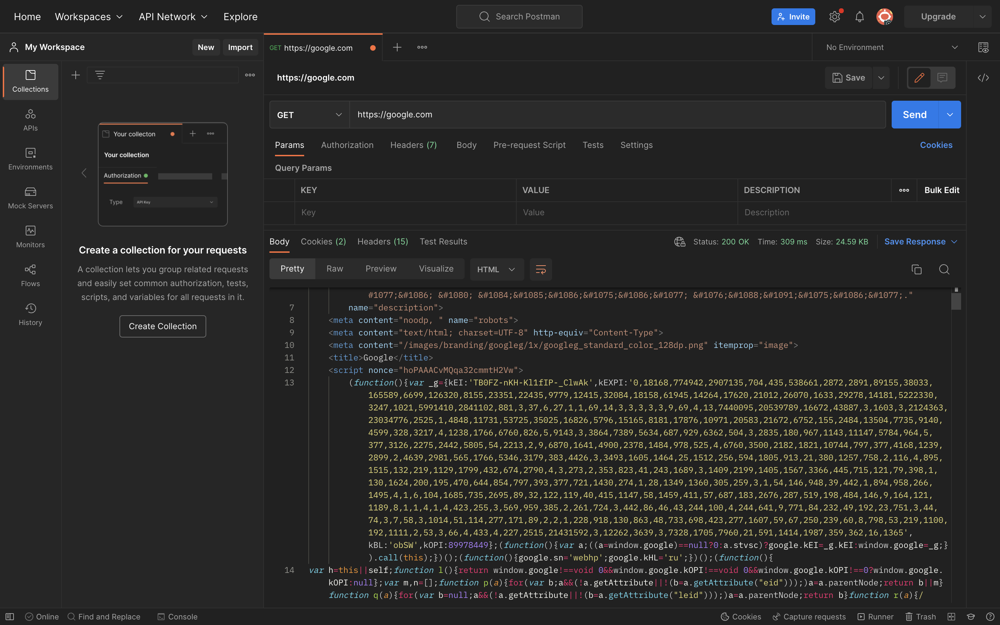 Home Workspaces API Network Explore
Search Postman
Invite
Upgrade
My Workspace
New Import
GET https://google.com
No Environment
Collections
APIs
Environments
Mock Servers
Monitors
Flows
History
Your collecton
Your collection
Authorization
Type API Key
Create a collection for your requests
A collection lets you group related requests
and easily set common authorization, tests,
scripts, and variables for all requests in it.
Create Collection
https://google.com
Save
GET https://google.com
Send
Params Authorization Headers (7) Body Pre-request Script Tests Settings Cookies
Query Params
KEY VALUE DESCRIPTION Bulk Edit
Key Value Description
Body Cookies (2) Headers (15) Test Results
Status: 200 OK Time: 309 ms Size: 24.59 KB Save Response
Pretty Raw Preview Visualize HTML
#1077;&#1086; &#1080; &#1084;&#1085;&#1086;&#1075;&#1086;&#1077; &#1076;&#1088;&#1091;&#1075;&#1086;&#1077;."
7 name="description">
8 <meta content="noodp, " name="robots">
9 <meta content="text/html; charset=UTF-8" http-equiv="Content-Type">
10 <meta content="/images/branding/googleg/1x/googleg_standard_color_128dp.png" itemprop="image">
11 <title>Google</title>
12 <script nonce="hoPAAACvMQqa32cmmtH2Vw">
13 (function(){var _g={kEI:'TB0FZ-nKH-Kl1fIP-_ClwAk',kEXPI:'0,18168,774942,2907135,704,435,538661,2872,2891,89155,38033,
165589,6699,126320,8155,23351,22435,9779,12415,32084,18158,61945,14264,17620,21012,26070,1633,29278,14181,5222330,
3247,1021,5991410,2841102,881,3,37,6,27,1,1,69,14,3,3,3,3,3,9,69,4,13,7440095,20539789,16672,43887,3,1603,3,2124363,
23034776,2525,1,4848,11731,53725,35025,16826,5796,15165,8181,17876,10971,20583,21672,6752,155,2484,13504,7735,9140,
4599,328,3217,4,1238,1766,6760,826,5,9143,3,3864,7389,5634,687,929,6362,504,3,2835,180,967,1143,11147,5784,964,5,
377,3126,2275,2442,5805,54,2213,2,9,6870,1641,4900,2378,1484,978,525,4,6760,3500,2182,1821,10744,797,377,4168,1239,
2899,2,4639,2981,565,1766,5346,3179,383,4426,3,3493,1605,1464,25,1512,256,594,1805,913,21,380,1257,758,2,116,4,895,
1515,132,219,1129,1799,432,674,2790,4,3,273,2,353,823,41,243,1689,3,1409,2199,1405,1567,3366,445,715,121,79,398,1,
130,1624,200,195,470,644,854,797,393,377,721,1430,274,1,28,1349,1360,305,259,3,1,54,146,948,39,442,1,894,958,266,
1495,4,1,6,104,1685,735,2695,89,32,122,119,40,415,1147,58,1459,411,57,687,183,2676,287,519,198,484,146,9,164,121,
1189,8,1,1,4,1,4,423,255,3,569,959,385,2,261,724,3,442,86,46,43,244,100,4,244,641,9,771,84,232,49,192,23,751,3,44,
74,3,7,58,3,1014,51,114,277,171,89,2,2,1,228,918,130,863,48,733,698,423,277,1607,59,67,250,239,60,8,798,53,219,1100,
192,1111,2,53,3,66,4,433,4,227,2515,21431592,3,12262,3639,3,7328,1705,7960,21,591,1414,1987,359,362,16,1365',
kBL:'obSW',kOPI:89978449};(function(){var a;((a=window.google)==null?0:a.stvsc)?google.kEI=_g.kEI:window.google=_g;}
).call(this);})();(function(){google.sn='webhp';google.kHL='ru';})();(function(){
14 var h=this||self;function l(){return window.google!==void 0&&window.google.kOPI!==void 0&&window.google.kOPI!==0?window.google.
kOPI:null};var m,n=[];function p(a){for(var b;a&&(!a.getAttribute||!(b=a.getAttribute("eid")));)a=a.parentNode;return b||m}
function q(a){for(var b=null;a&&(!a.getAttribute||!(b=a.getAttribute("leid")));)a=a.parentNode;return b}function r(a){/
Online Find and Replace Console
Cookies Capture requests Runner Trash